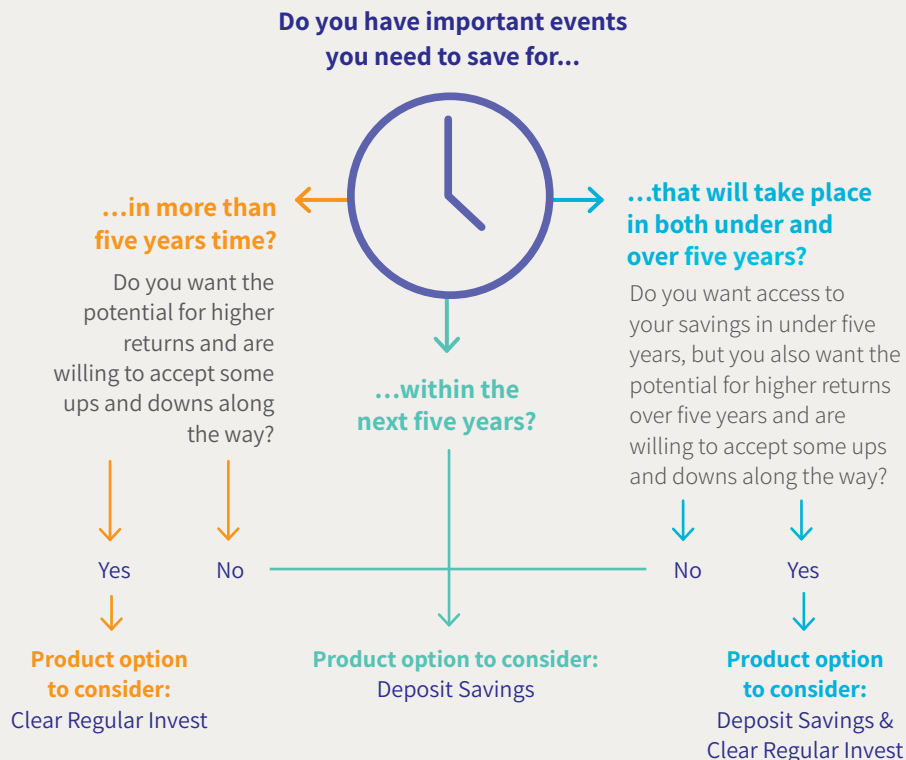 Do you have important events
you need to save for...
...in more than
five years time?
Do you want the
potential for higher
returns and are
willing to accept some
ups and downs along
the way?
Yes
No
Product option
to consider:
Clear Regular Invest
...within the
next five years?
Product option to consider:
Deposit Savings
...that will take place
in both under and
over five years?
Do you want access to
your savings in under five
years, but you also want the
potential for higher returns
over five years and are
willing to accept some ups
and downs along the way?
No
Yes
Product option
to consider:
Deposit Savings &
Clear Regular Invest